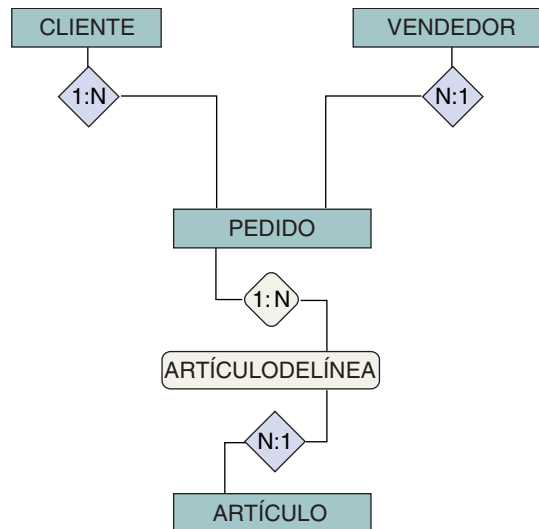 CLIENTE
VENDEDOR
1:N
N:1
PEDIDO
1:N
ARTÍCULODELÍNEA
N:1
ARTÍCULO